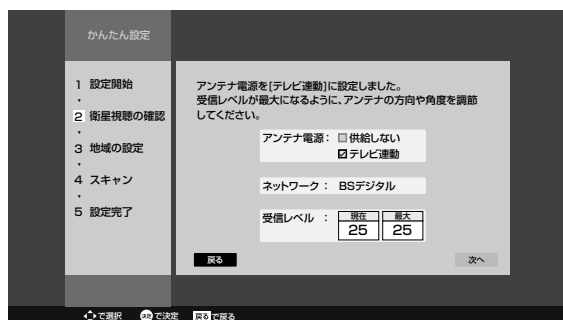 かんたん設定
1 設定開始
2 衛星視聴の確認
3 地域の設定
4 スキャン
5 設定完了
アンテナ電源を[テレビ連動]に設定しました。
受信レベルが最大になるように、アンテナの方向や角度を調節
してください。
アンテナ電源： 供給しない
テレビ連動
ネットワーク： BSデジタル
受信レベル ： 現在 最大
25 25
戻る 次へ
で選択 決定 で決定 戻る で戻る